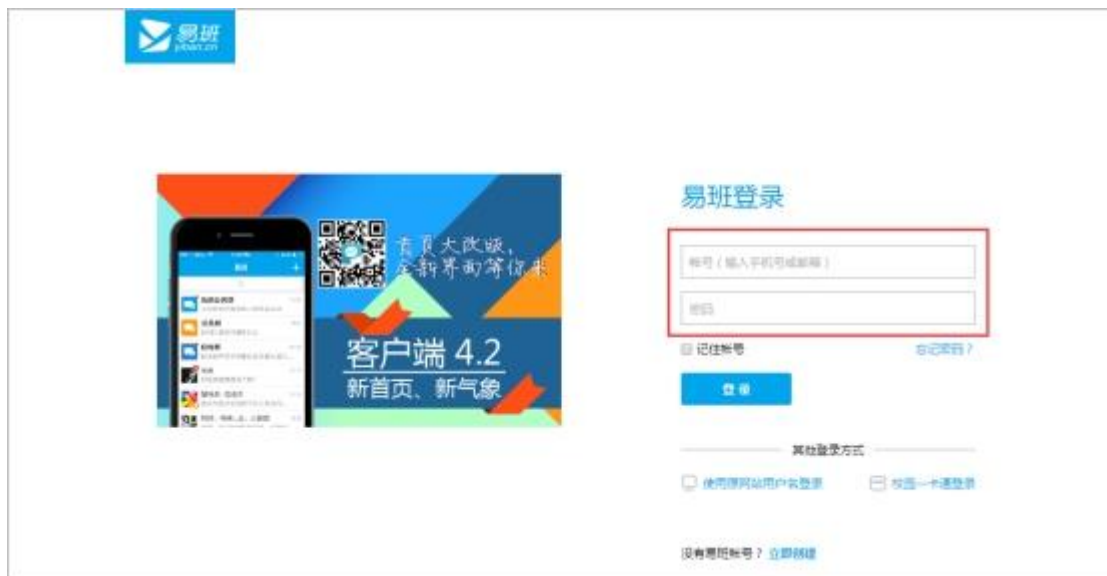 易班
yiban.cn
首页大改版，
全新界面等你来
客户端 4.2
新首页、新气象
易班登录
帐号（输入手机号或邮箱）
密码
记住帐号
忘记密码？
登录
其他登录方式
使用原网站用户名登录
校园一卡通登录
没有易班帐号？ 立即创建